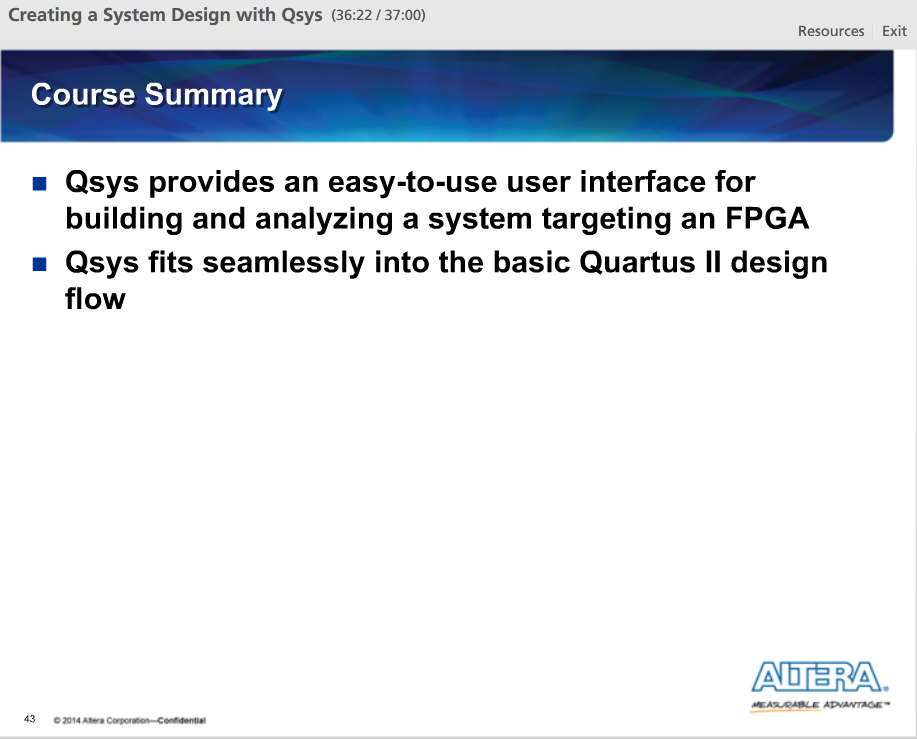 Creating a System Design with Qsys (36:22 / 37:00)
Resources Exit
Course Summary
Qsys provides an easy-to-use user interface for
building and analyzing a system targeting an FPGA
Qsys fits seamlessly into the basic Quartus II design
flow
ALTERA®
MEASURABLE ADVANTAGE™
43 © 2014 Altera Corporation—Confidential